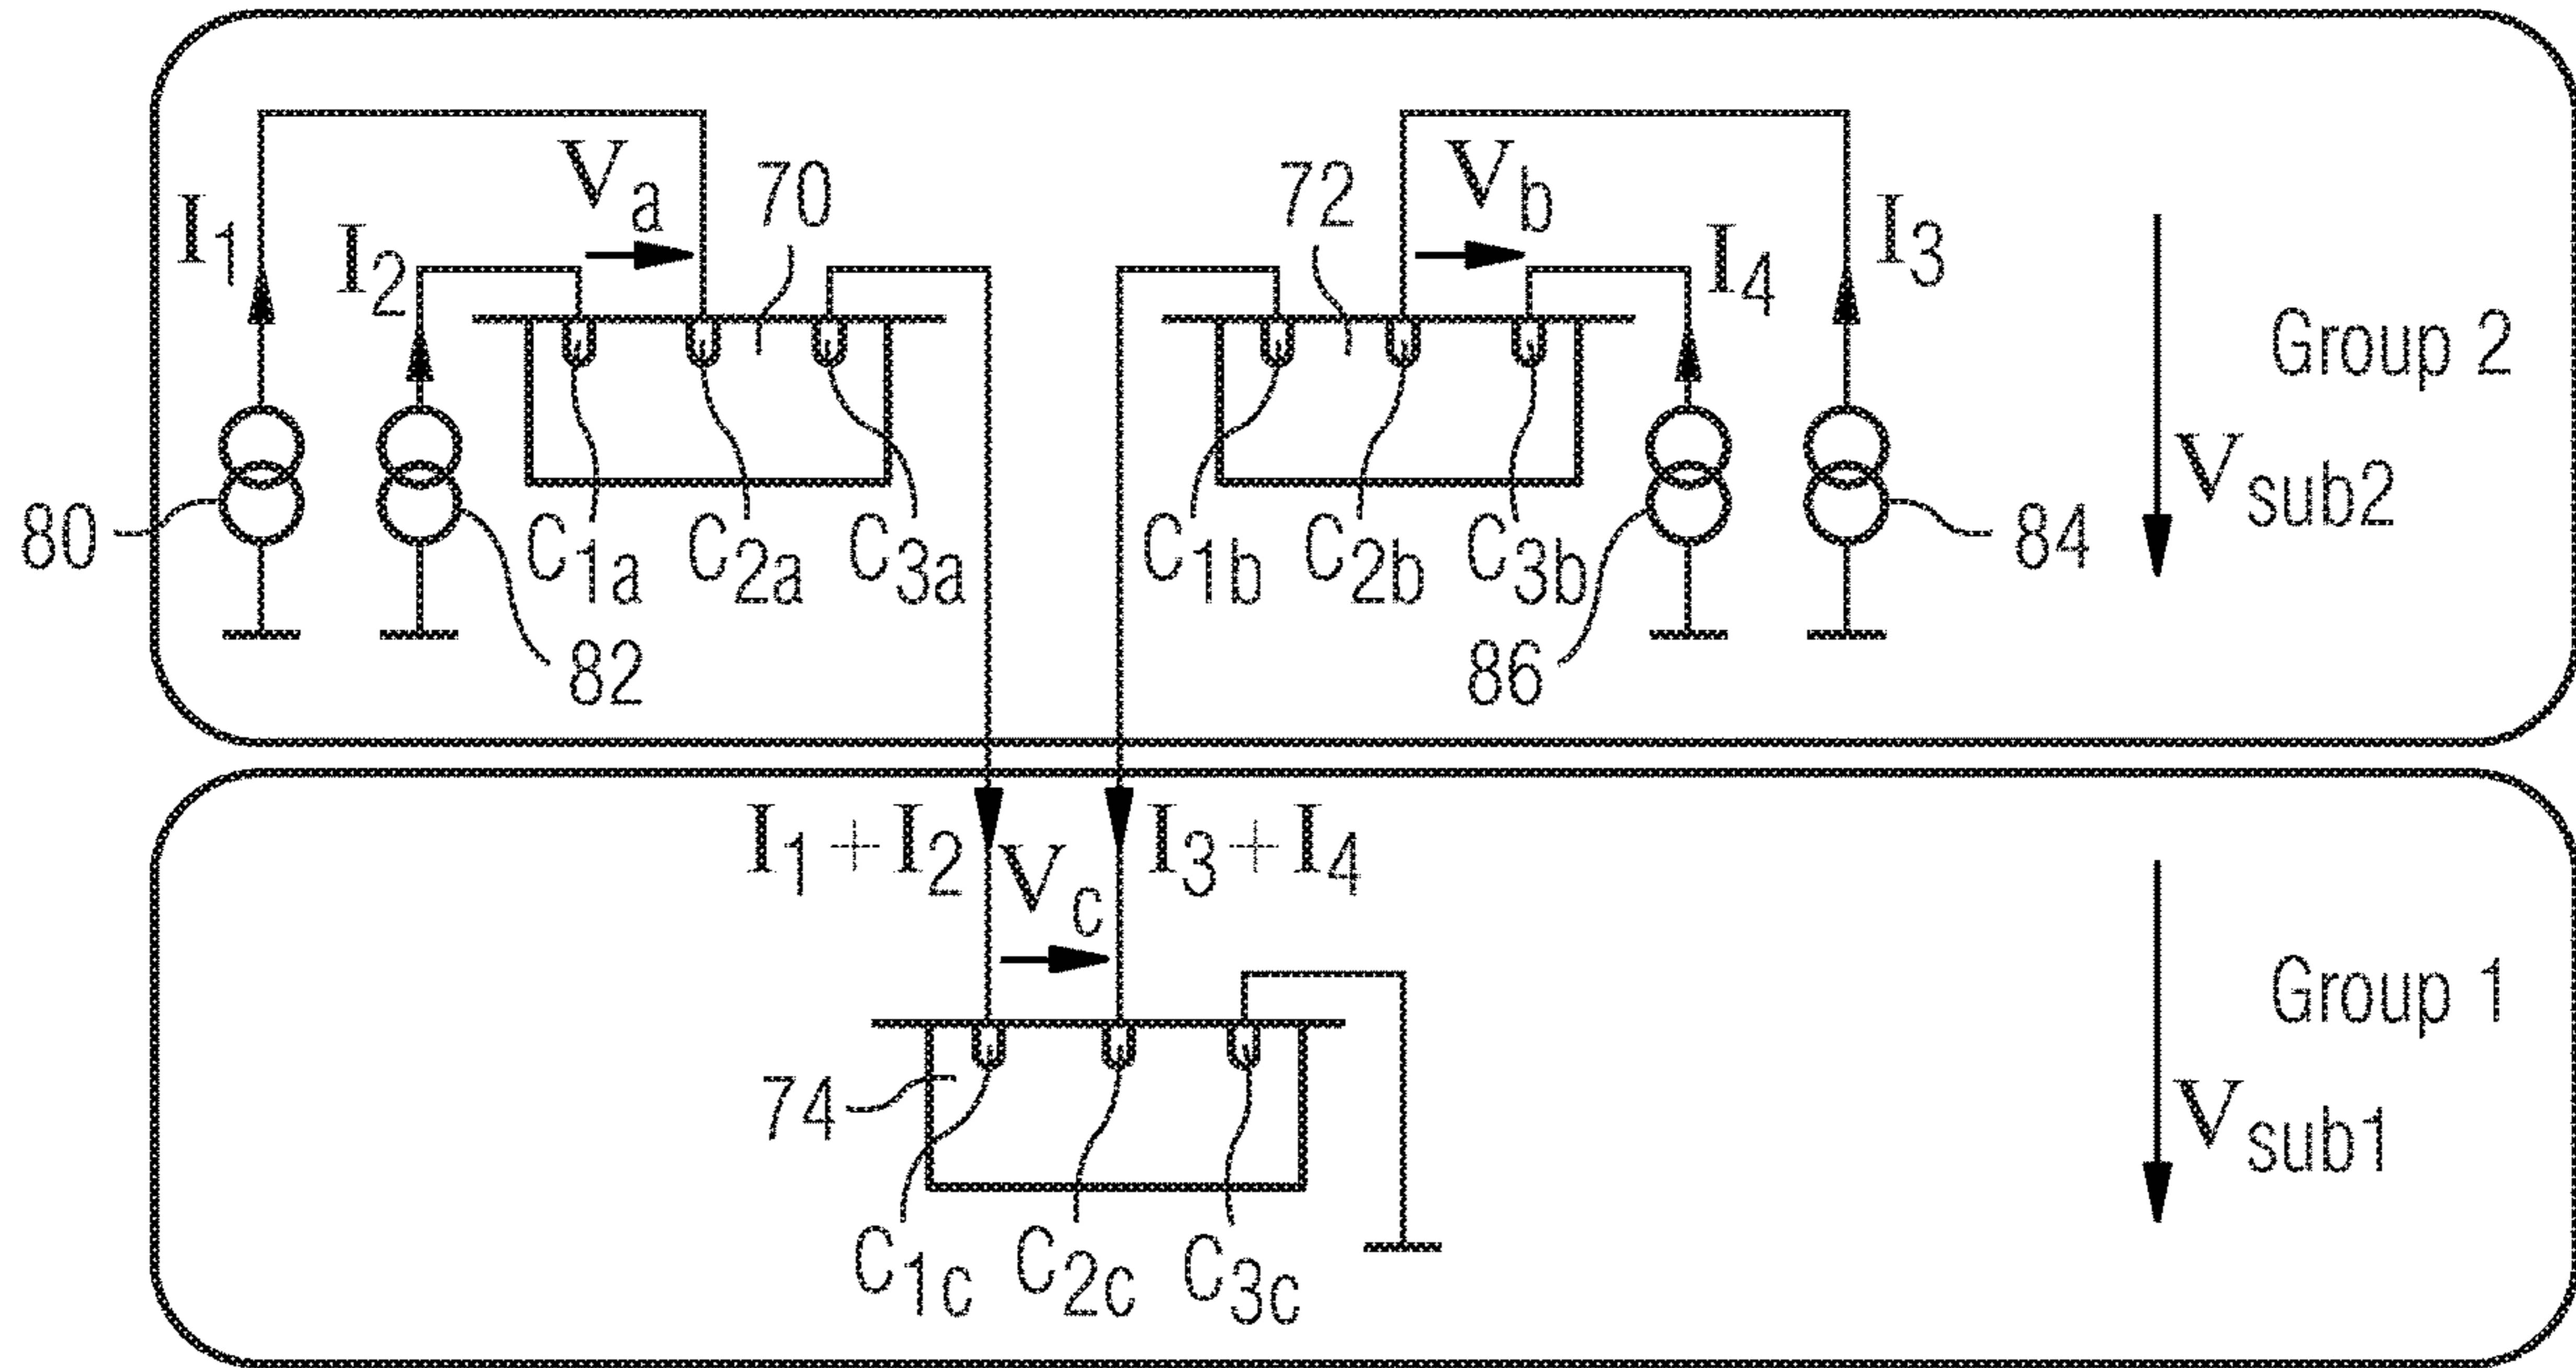 I1
I2
Va
70
72
Vb
I4
I3
Group 2
Vsub2
80
C1a
C2a
C3a
C1b
C2b
C3b
84
82
86
I1+I2
Vc
I3+I4
Group 1
Vsub1
74
C1c
C2c
C3c